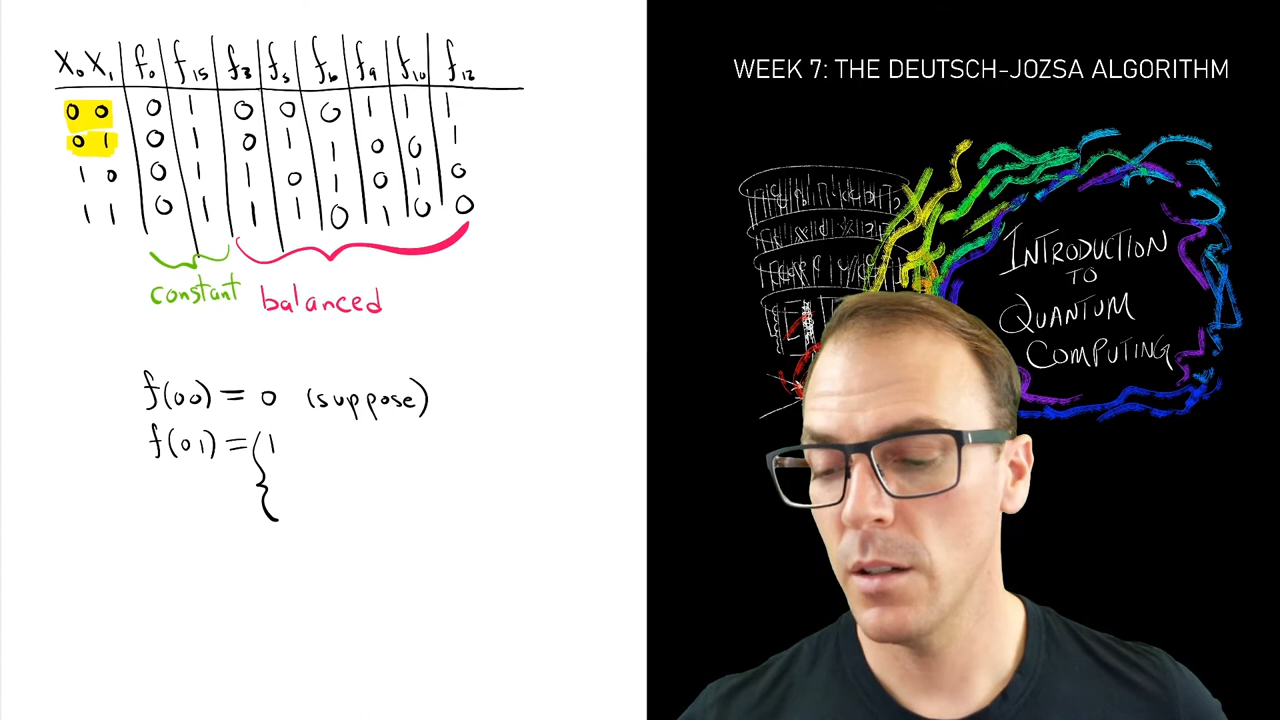 x₀ x₁ f₀ f₁₅ f₃ f₅ f₆ f₉ f₁₀ f₁₂
0 0 0 1 0 0 0 1 1 1
0 1 0 1 0 1 1 0 0 1
1 0 0 1 1 0 1 0 1 0
1 1 0 1 1 1 0 1 0 0
constant balanced
f(00) = 0 (suppose)
f(01) = { 1
WEEK 7: THE DEUTSCH-JOZSA ALGORITHM
INTRODUCTION
TO
QUANTUM
COMPUTING